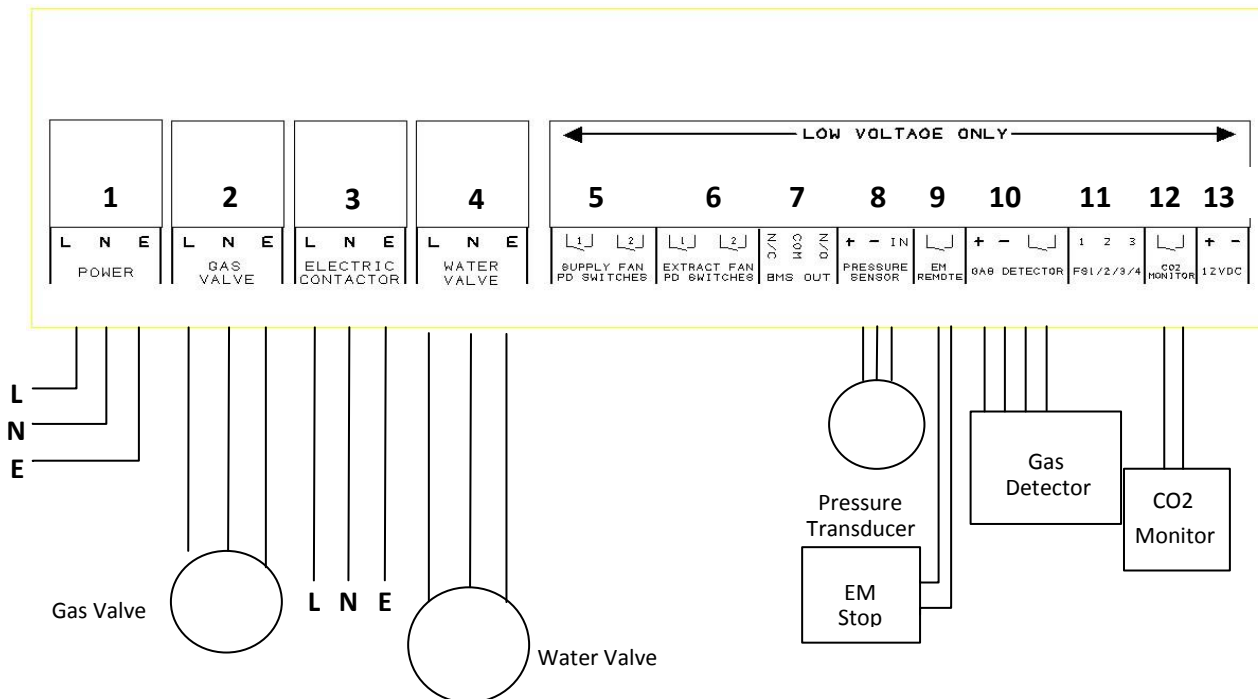 LOW VOLTAGE ONLY
1 2 3 4 5 6 7 8 9 10 11 12 13
L N E L N E L N E L N E 1 2 1 2 N/C COM N/O + - IN + - 1 2 3 + -
POWER
GAS
VALVE
ELECTRIC
CONTACTOR
WATER
VALVE
SUPPLY FAN
PD SWITCHES
EXTRACT FAN
PD SWITCHES
BMS OUT
PRESSURE
SENSOR
EM
REMOTE
GAS DETECTOR
FS1/2/3/4
CO2
MONITOR
12VDC
L
N
E
Gas Valve
L N E
Water Valve
Pressure
Transducer
EM
Stop
Gas
Detector
CO2
Monitor